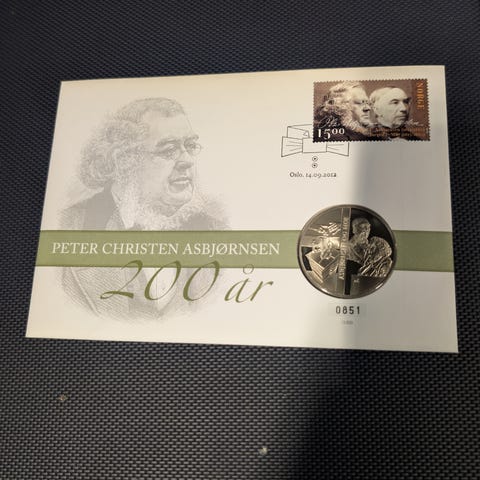 NORGE
15.00
Oslo. 14.09.2012
PETER CHRISTEN ASBJØRNSEN
200 år
0851